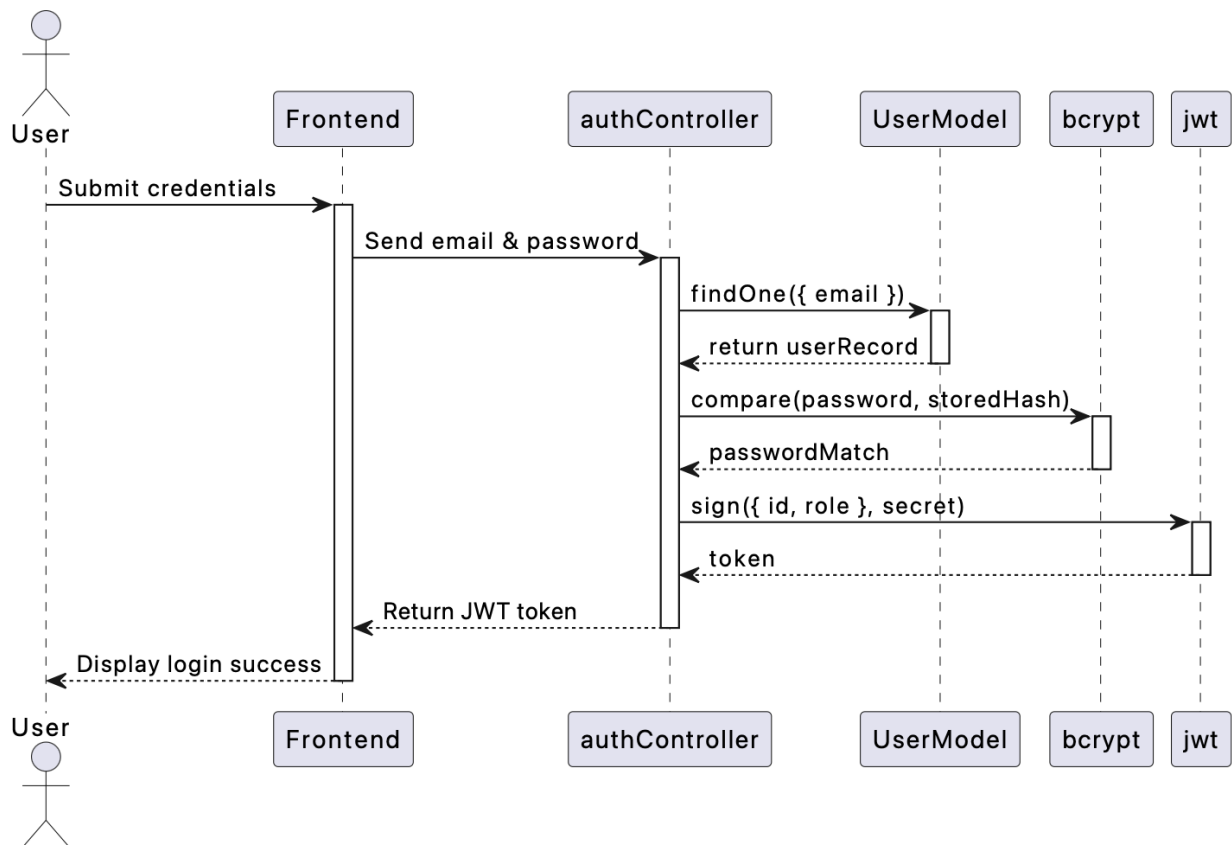 User
Frontend
authController
UserModel
bcrypt
jwt
Submit credentials
Send email & password
findOne({ email })
return userRecord
compare(password, storedHash)
passwordMatch
sign({ id, role }, secret)
token
Return JWT token
Display login success
User
Frontend
authController
UserModel
bcrypt
jwt